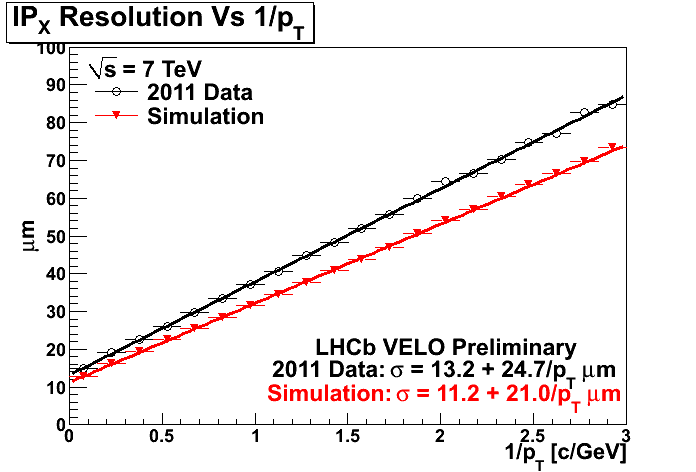 IPX Resolution Vs 1/pT
√s = 7 TeV
2011 Data
Simulation
μm
100
90
80
70
60
50
40
30
20
10
0
LHCb VELO Preliminary
2011 Data: σ = 13.2 + 24.7/pT μm
Simulation: σ = 11.2 + 21.0/pT μm
0 0.5 1 1.5 2 2.5 3
1/pT [c/GeV]